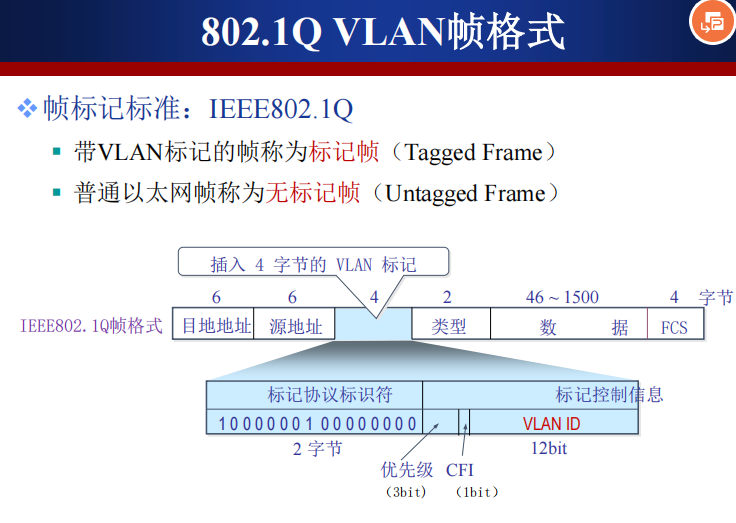 802.1Q VLAN帧格式
帧标记标准：IEEE802.1Q
带VLAN标记的帧称为标记帧（Tagged Frame）
普通以太网帧称为无标记帧（Untagged Frame）
插入 4 字节的 VLAN 标记
6 6 4 2 46 ~ 1500 4 字节
IEEE802.1Q帧格式 目地地址 源地址 类型 数 据 FCS
标记协议标识符 标记控制信息
1 0 0 0 0 0 0 1 0 0 0 0 0 0 0 0 VLAN ID
2 字节 12bit
优先级 CFI
（3bit） （1bit）